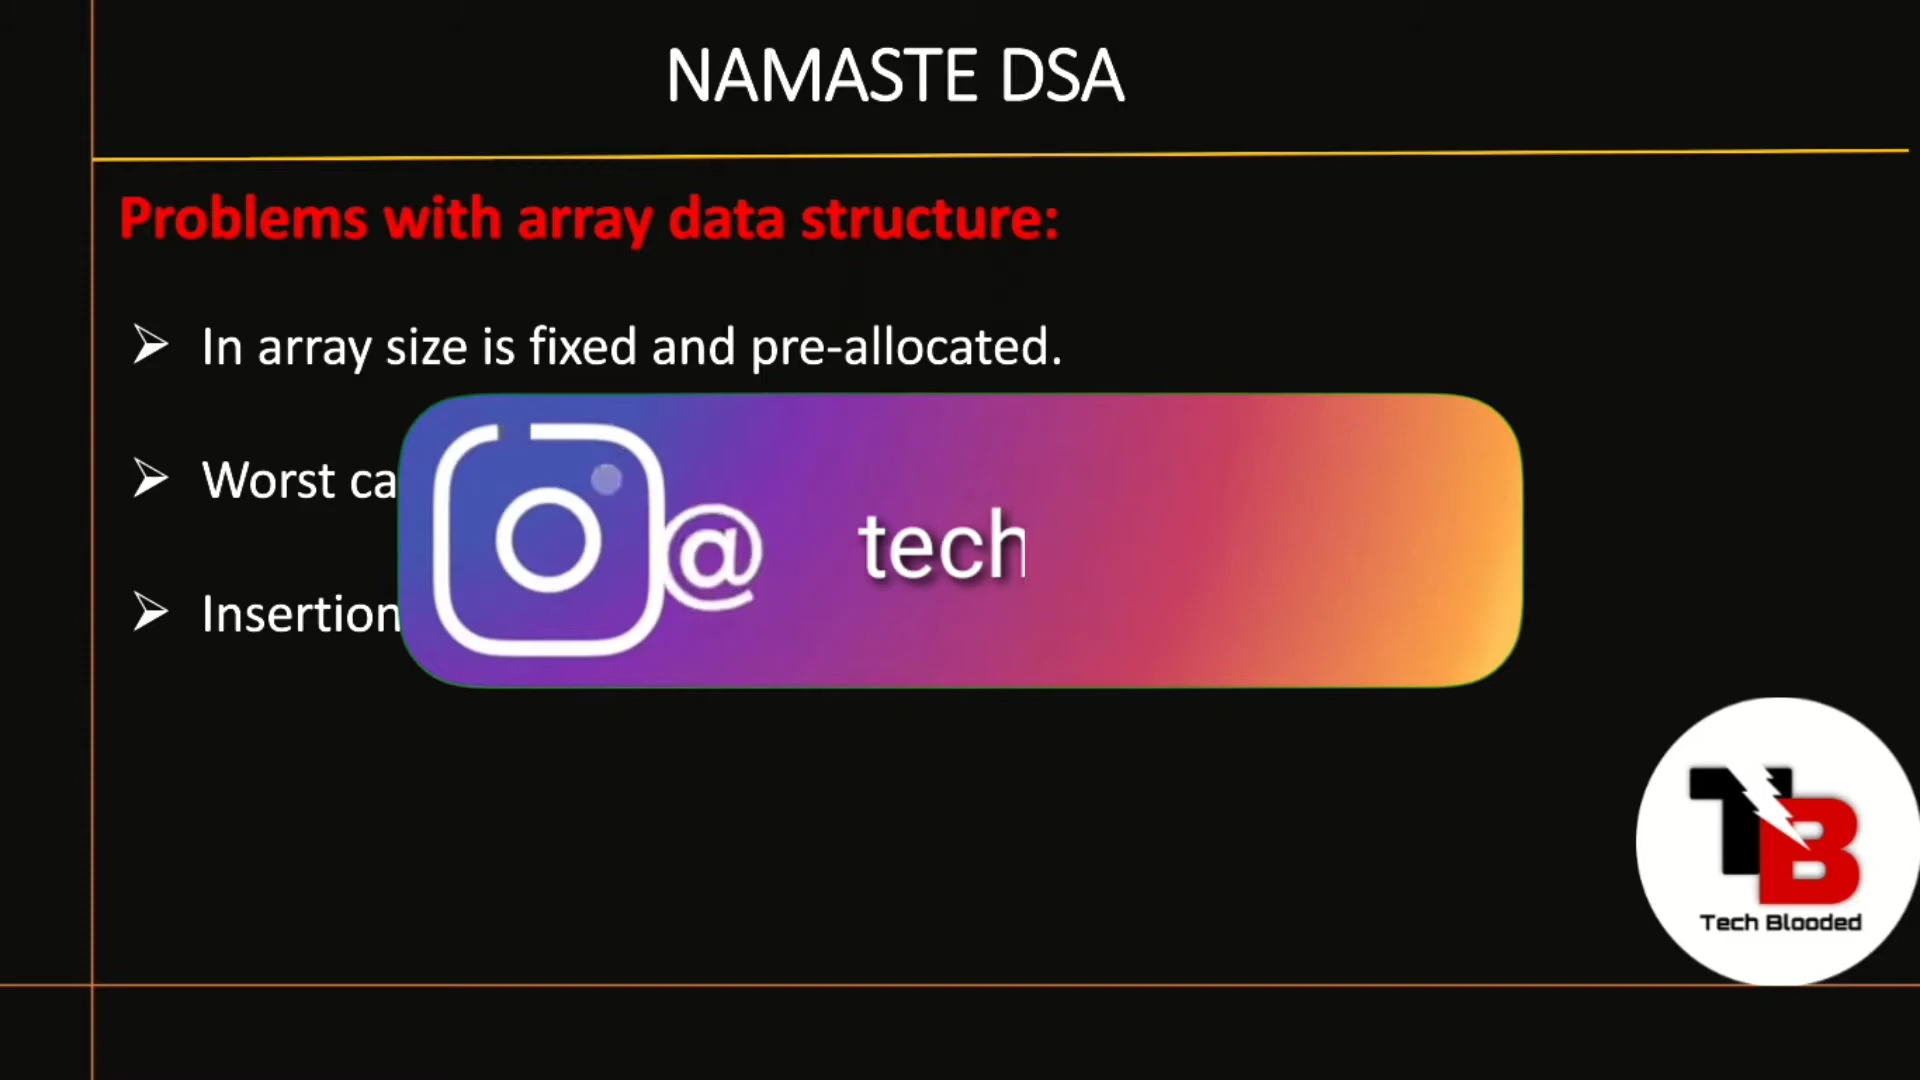 NAMASTE DSA
Problems with array data structure:
➢ In array size is fixed and pre-allocated.
➢ Worst
➢ Insertion
@ tech
TB
Tech Blooded